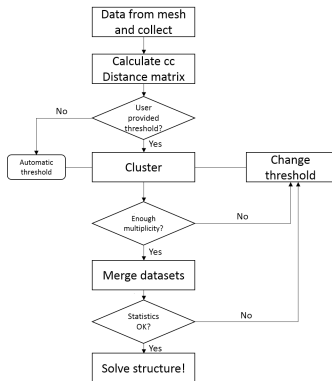 Data from mesh
and collect
Calculate cc
Distance matrix
User
provided
threshold?
No
Yes
Automatic
threshold
Cluster
Change
threshold
Enough
multiplicity?
No
Yes
Merge datasets
Statistics
OK?
No
Yes
Solve structure!